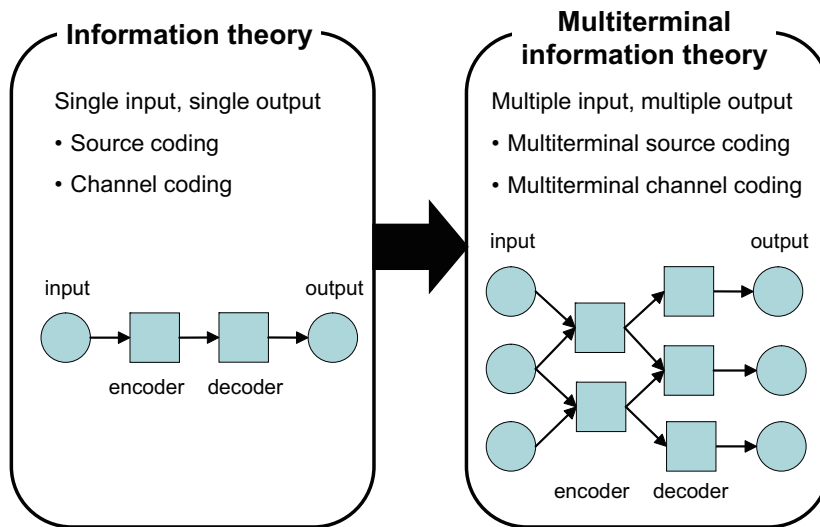 Information theory
Single input, single output
• Source coding
• Channel coding
input
output
encoder
decoder
Multiterminal
information theory
Multiple input, multiple output
• Multiterminal source coding
• Multiterminal channel coding
input
output
encoder
decoder